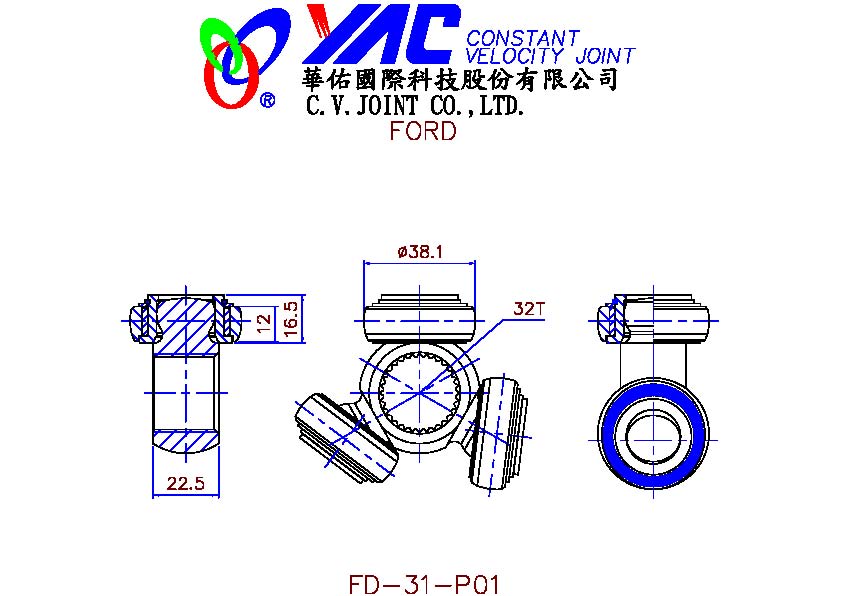 YAC CONSTANT
VELOCITY JOINT
®
華佑國際科技股份有限公司
C.V.JOINT CO.,LTD.
FORD
ø38.1
32T
12
16.5
22.5
FD-31-P01